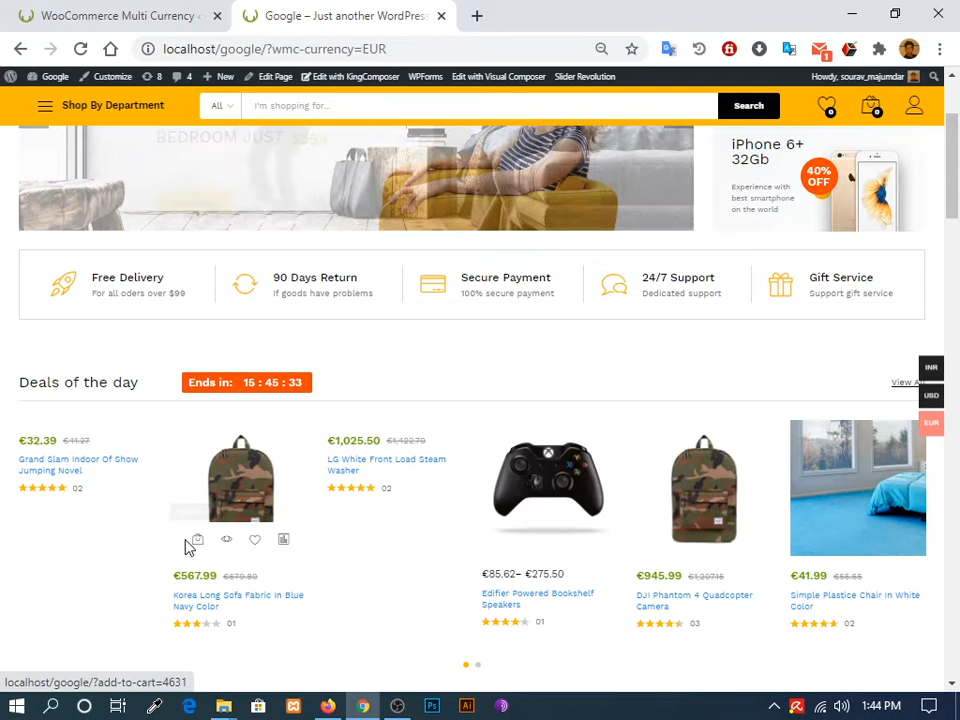 WooCommerce Multi Currency -
Google – Just another WordPress
localhost/google/?wmc-currency=EUR
1
Google
Customize
8
4
New
Edit Page
Edit with KingComposer
WPForms
Edit with Visual Composer
Slider Revolution
Howdy, sourav_majumdar
Shop By Department
All
I'm shopping for...
Search
0
0
BEDROOM JUST $599
iPhone 6+
32Gb
Experience with
best smartphone
on the world
40%
OFF
Free Delivery
For all oders over $99
90 Days Return
If goods have problems
Secure Payment
100% secure payment
24/7 Support
Dedicated support
Gift Service
Support gift service
INR
USD
EUR
Deals of the day
Ends in: 15 : 45 : 33
View All
€32.39 €41.27
Grand Slam Indoor Of Show
Jumping Novel
02
€567.99 €679.80
Korea Long Sofa Fabric In Blue
Navy Color
01
€1,025.50 €1,422.70
LG White Front Load Steam
Washer
02
€85.62– €275.50
Edifier Powered Bookshelf
Speakers
01
€945.99 €1,207.15
DJI Phantom 4 Quadcopter
Camera
03
€41.99 €55.65
Simple Plastice Chair In White
Color
02
localhost/google/?add-to-cart=4631
Ps
Ai
1:44 PM